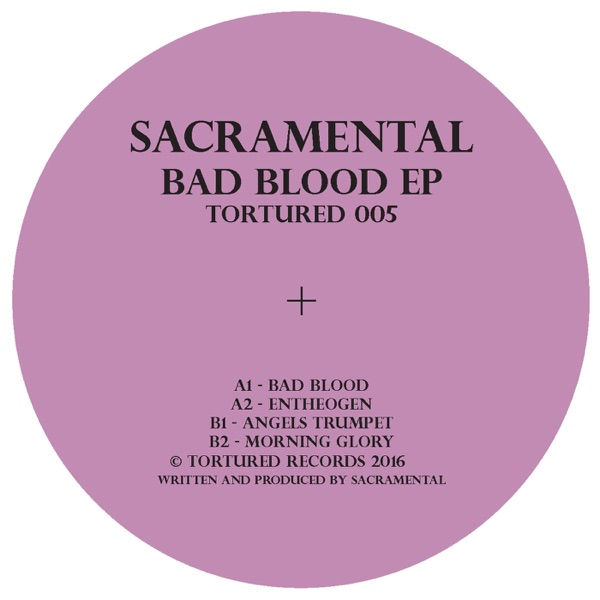 SACRAMENTAL
BAD BLOOD EP
TORTURED 005
A1 - BAD BLOOD
A2 - ENTHEOGEN
B1 - ANGELS TRUMPET
B2 - MORNING GLORY
© TORTURED RECORDS 2016
WRITTEN AND PRODUCED BY SACRAMENTAL